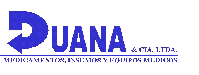 DUANA & CIA. LTDA.
MEDICAMENTOS, INSUMOS Y EQUIPOS MEDICOS